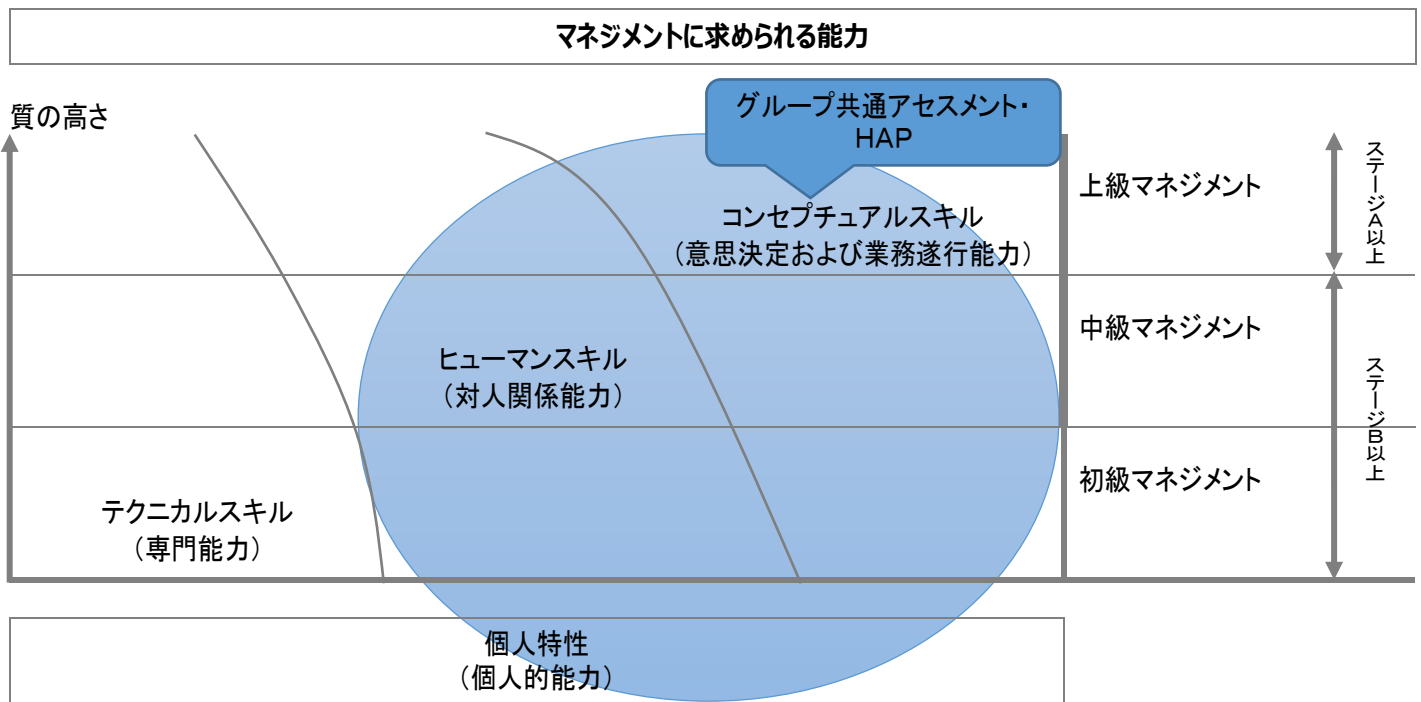 マネジメントに求められる能力
質の高さ
グループ共通アセスメント・
HAP
コンセプチュアルスキル
（意思決定および業務遂行能力）
上級マネジメント
ステージA以上
ヒューマンスキル
（対人関係能力）
中級マネジメント
ステージB以上
テクニカルスキル
（専門能力）
初級マネジメント
個人特性
（個人的能力）